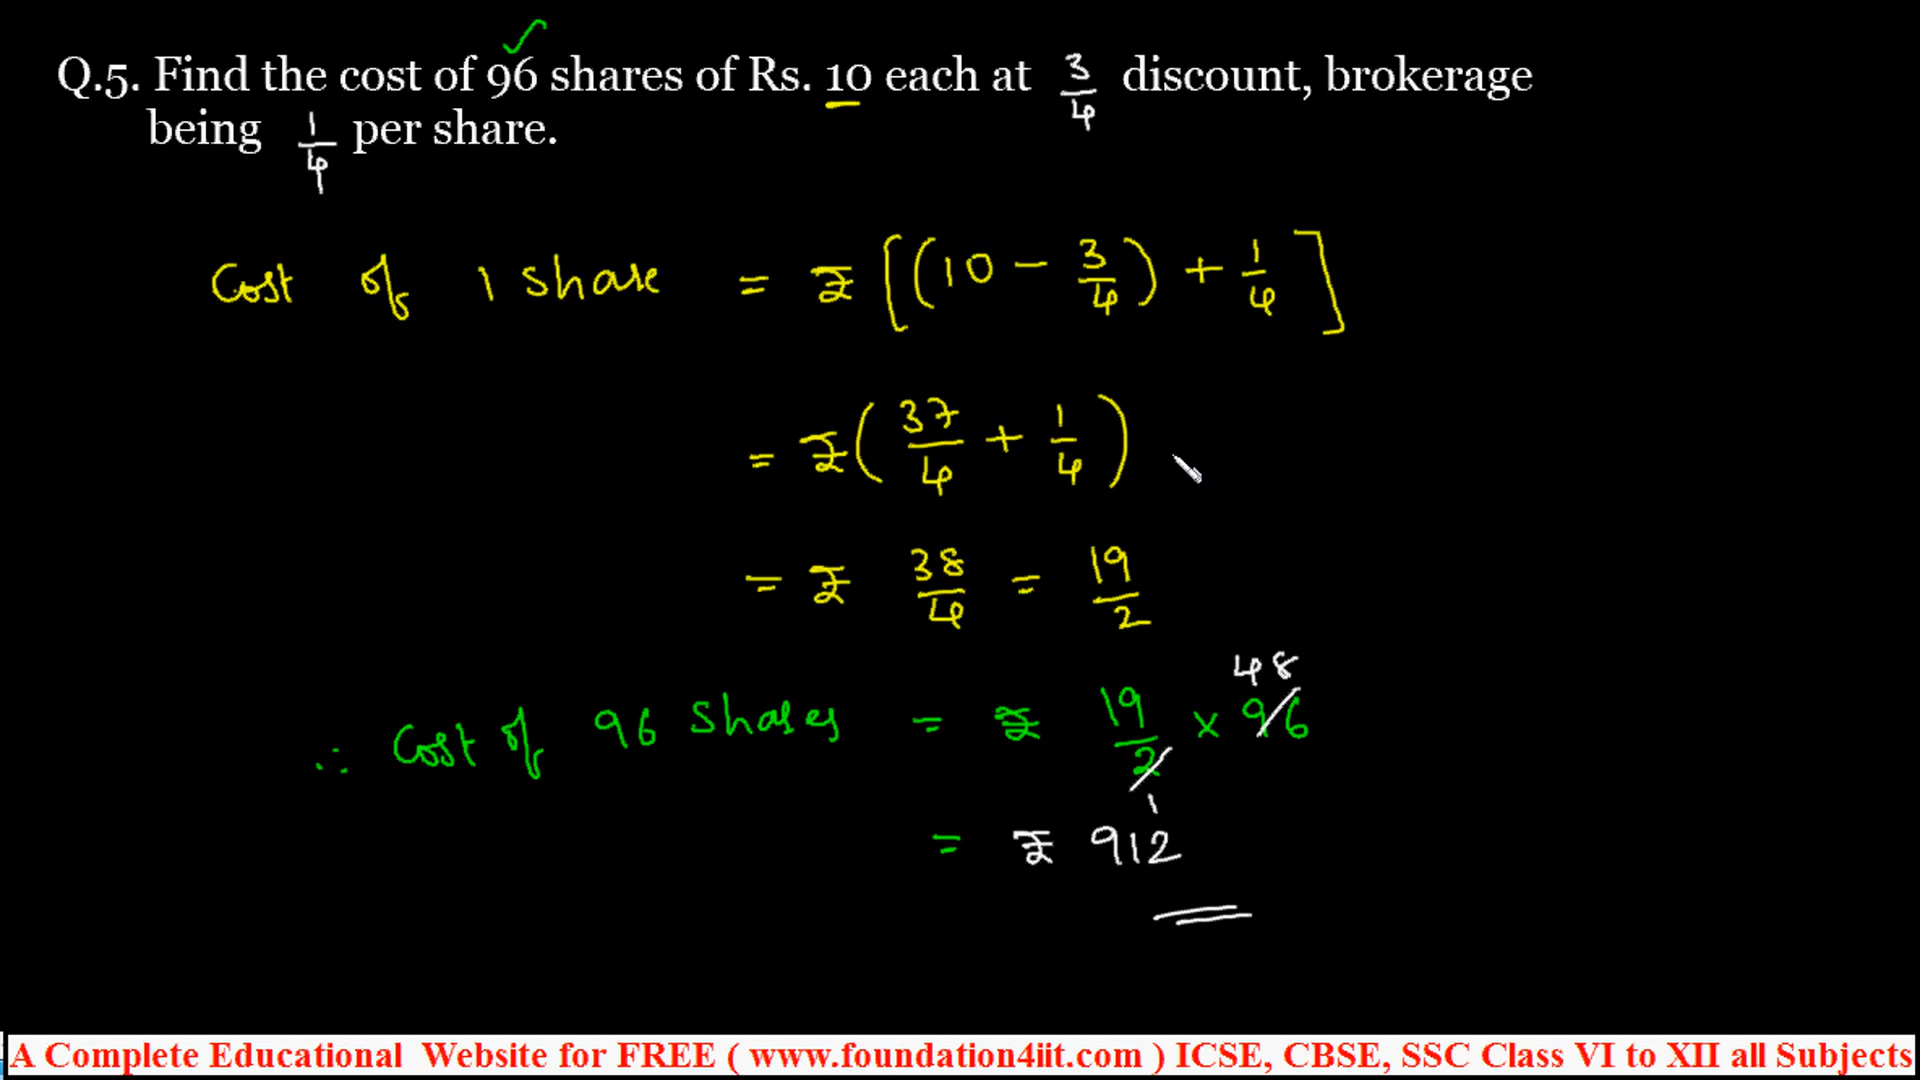 Q.5. Find the cost of 96 shares of Rs. 10 each at 3/4 discount, brokerage
being 1/4 per share.
Cost of 1 share = ₹ [(10 - 3/4) + 1/4]
= ₹ (37/4 + 1/4)
= ₹ 38/4 = 19/2
48
∴ Cost of 96 shares = ₹ 19/2 × 96
1
= ₹ 912
A Complete Educational Website for FREE ( www.foundation4iit.com ) ICSE, CBSE, SSC Class VI to XII all Subjects